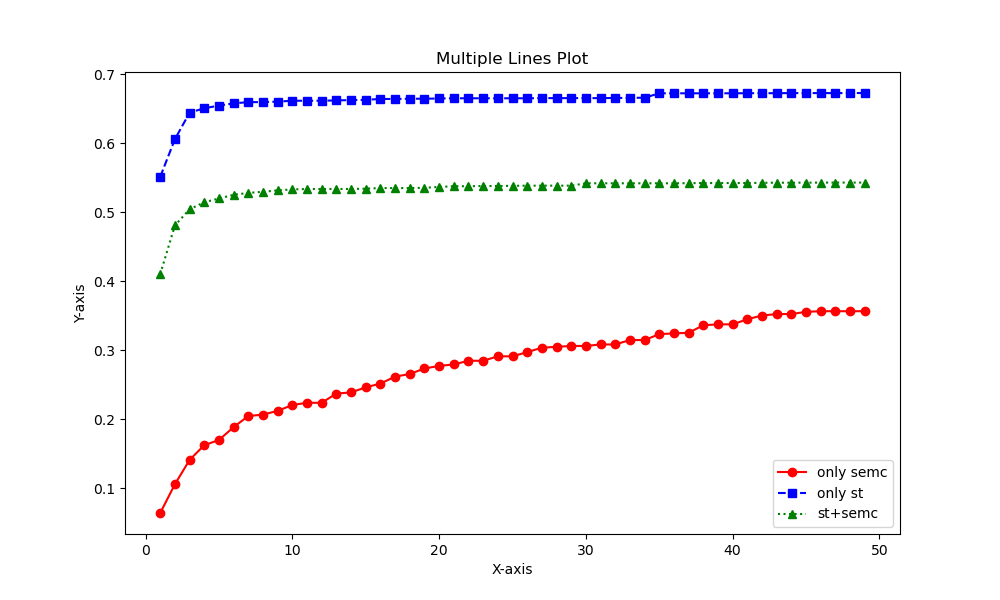 Multiple Lines Plot
Y-axis
0.7
0.6
0.5
0.4
0.3
0.2
0.1
only semc
only st
st+semc
0 10 20 30 40 50
X-axis